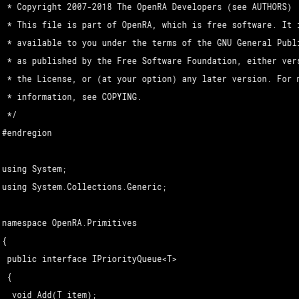 * Copyright 2007-2018 The OpenRA Developers (see AUTHORS)
* This file is part of OpenRA, which is free software. It i
* available to you under the terms of the GNU General Publi
* as published by the Free Software Foundation, either vers
* the License, or (at your option) any later version. For m
* information, see COPYING.
*/
#endregion
using System;
using System.Collections.Generic;
namespace OpenRA.Primitives
{
public interface IPriorityQueue<T>
{
void Add(T item);